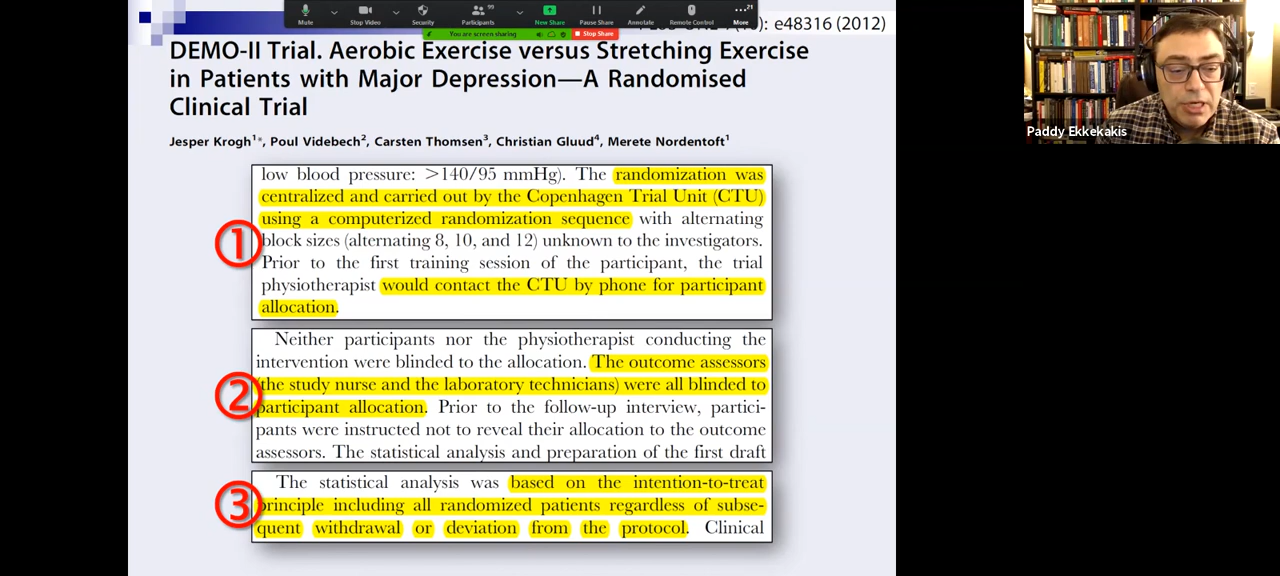 Mute
Stop Video
Security
Participants
99
New Share
Pause Share
Annotate
Remote Control
More
21
You are screen sharing
Stop Share
e48316 (2012)
DEMO-II Trial. Aerobic Exercise versus Stretching Exercise
in Patients with Major Depression—A Randomised
Clinical Trial
Jesper Krogh1*, Poul Videbech2, Carsten Thomsen3, Christian Gluud4, Merete Nordentoft1
1
low blood pressure: >140/95 mmHg). The randomization was
centralized and carried out by the Copenhagen Trial Unit (CTU)
using a computerized randomization sequence with alternating
block sizes (alternating 8, 10, and 12) unknown to the investigators.
Prior to the first training session of the participant, the trial
physiotherapist would contact the CTU by phone for participant
allocation.
2
Neither participants nor the physiotherapist conducting the
intervention were blinded to the allocation. The outcome assessors
(the study nurse and the laboratory technicians) were all blinded to
participant allocation. Prior to the follow-up interview, partici-
pants were instructed not to reveal their allocation to the outcome
assessors. The statistical analysis and preparation of the first draft
3
The statistical analysis was based on the intention-to-treat
principle including all randomized patients regardless of subse-
quent withdrawal or deviation from the protocol. Clinical
Paddy Ekkekakis